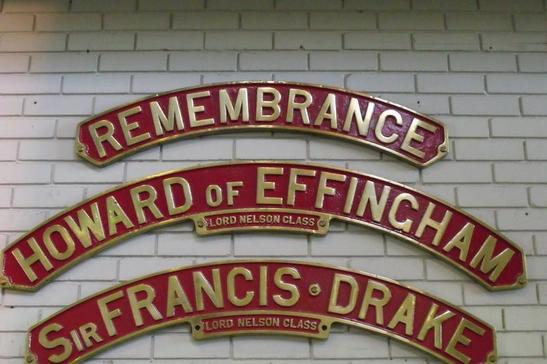 REMEMBRANCE
HOWARD OF EFFINGHAM
LORD NELSON CLASS
SIR FRANCIS · DRAKE
LORD NELSON CLASS